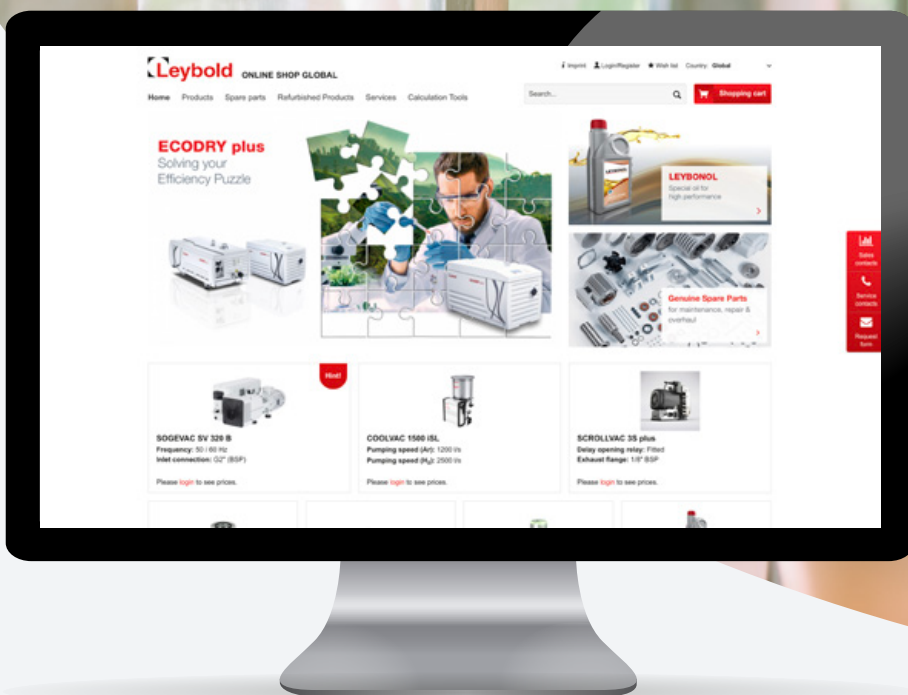 Leybold ONLINE SHOP GLOBAL
Imprint Login/Register Wish list Country: Global
Home Products Spare parts Refurbished Products Services Calculation Tools
Search...
Shopping cart
ECODRY plus
Solving your
Efficiency Puzzle
LEYBONOL
Special oil for
high performance
Genuine Spare Parts
for maintenance, repair &
overhaul
Sales
contacts
Service
contacts
Request
form
Hint!
SOGEVAC SV 320 B
Frequency: 50 / 60 Hz
Inlet connection: G2" (BSP)
Please login to see prices.
COOLVAC 1500 iSL
Pumping speed (Ar): 1200 l/s
Pumping speed (H₂): 2500 l/s
Please login to see prices.
SCROLLVAC 3S plus
Delay opening relay: Fitted
Exhaust flange: 1/8" BSP
Please login to see prices.